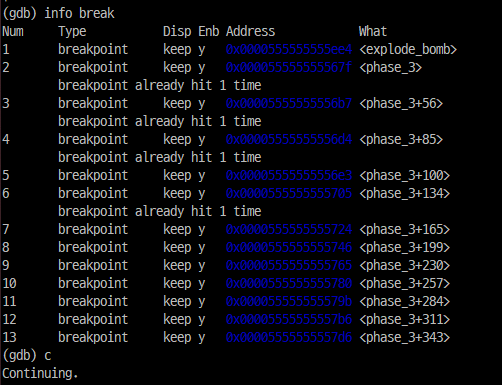 (gdb) info break
Num Type Disp Enb Address What
1 breakpoint keep y 0x0000555555555ee4 <explode_bomb>
2 breakpoint keep y 0x000055555555567f <phase_3>
breakpoint already hit 1 time
3 breakpoint keep y 0x00005555555556b7 <phase_3+56>
breakpoint already hit 1 time
4 breakpoint keep y 0x00005555555556d4 <phase_3+85>
breakpoint already hit 1 time
5 breakpoint keep y 0x00005555555556e3 <phase_3+100>
6 breakpoint keep y 0x0000555555555705 <phase_3+134>
breakpoint already hit 1 time
7 breakpoint keep y 0x0000555555555724 <phase_3+165>
8 breakpoint keep y 0x0000555555555746 <phase_3+199>
9 breakpoint keep y 0x0000555555555765 <phase_3+230>
10 breakpoint keep y 0x0000555555555780 <phase_3+257>
11 breakpoint keep y 0x000055555555579b <phase_3+284>
12 breakpoint keep y 0x00005555555557b6 <phase_3+311>
13 breakpoint keep y 0x00005555555557d6 <phase_3+343>
(gdb) c
Continuing.